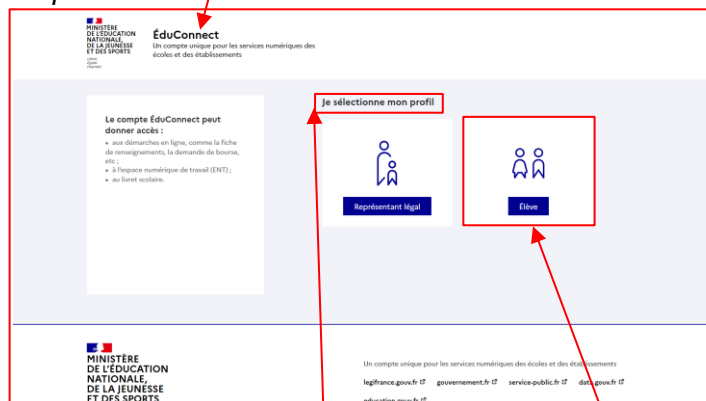 MINISTÈRE
DE L'ÉDUCATION
NATIONALE,
DE LA JEUNESSE
ET DES SPORTS
ÉduConnect
Un compte unique pour les services numériques des
écoles et des établissements
Le compte ÉduConnect peut
donner accès :
• aux démarches en ligne, comme la fiche
de renseignements, la demande de bourse,
etc ;
• à l'espace numérique de travail (ENT) ;
• au livret scolaire.
Je sélectionne mon profil
Représentant légal
Élève
MINISTÈRE
DE L'ÉDUCATION
NATIONALE,
DE LA JEUNESSE
ET DES SPORTS
Un compte unique pour les services numériques des écoles et des établissements
legifrance.gouv.fr gouvernement.fr service-public.fr data.gouv.fr
education.gouv.fr